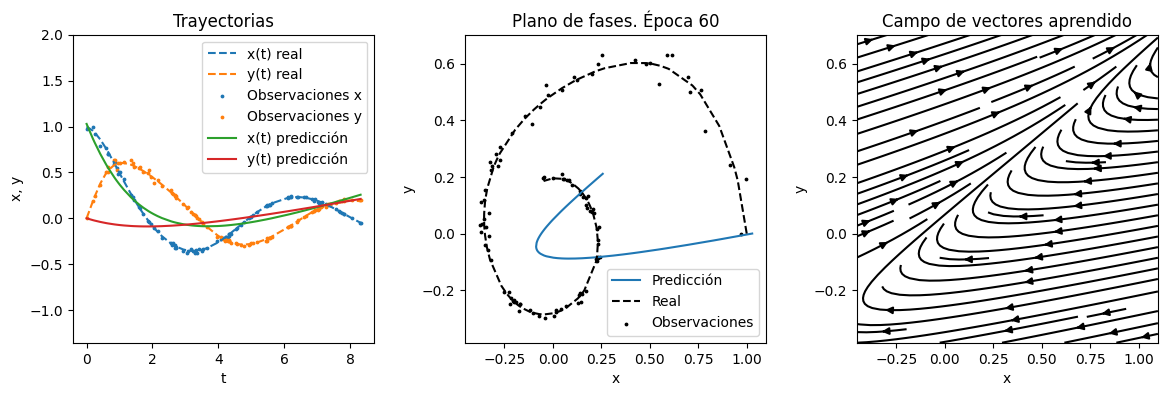 Trayectorias
2.0
1.5
1.0
0.5
0.0
−0.5
−1.0
x, y
0
2
4
6
8
t
x(t) real
y(t) real
Observaciones x
Observaciones y
x(t) predicción
y(t) predicción
Plano de fases. Época 60
0.6
0.4
0.2
0.0
−0.2
y
−0.25
0.00
0.25
0.50
0.75
1.00
x
Predicción
Real
Observaciones
Campo de vectores aprendido
0.6
0.4
0.2
0.0
−0.2
y
−0.25
0.00
0.25
0.50
0.75
1.00
x